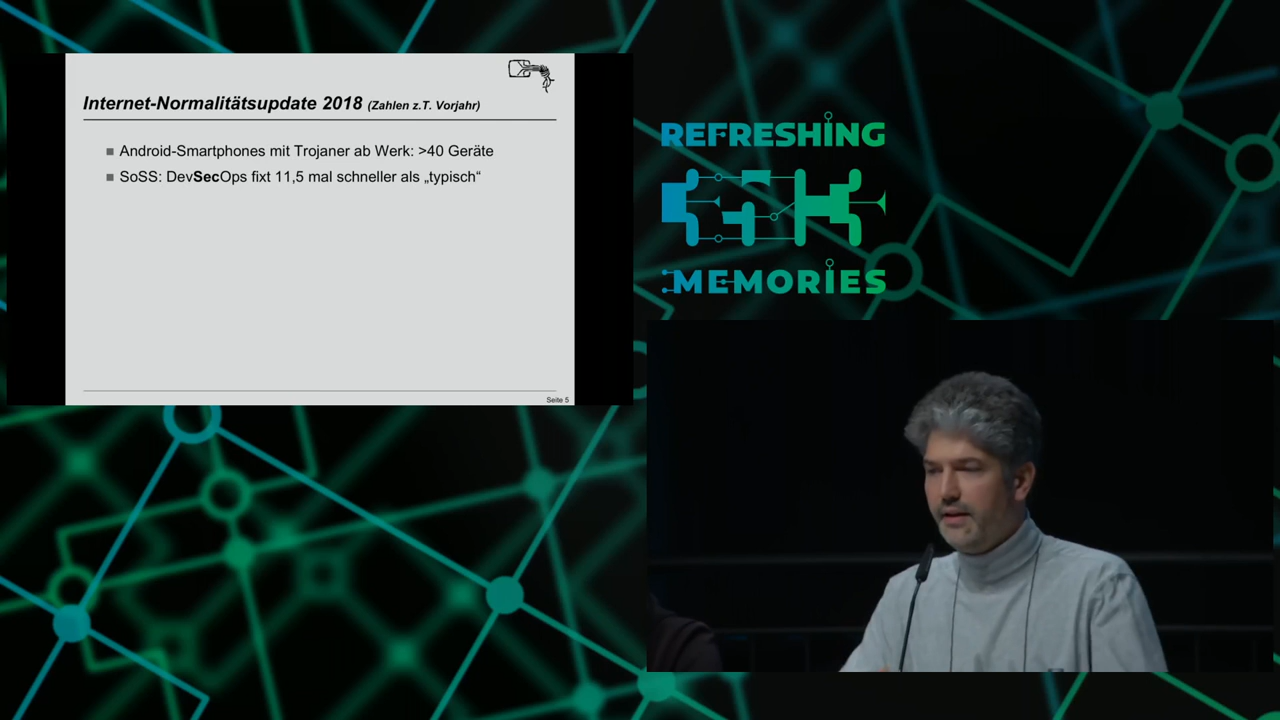 Internet-Normalitätsupdate 2018 (Zahlen z.T. Vorjahr)
Android-Smartphones mit Trojaner ab Werk: >40 Geräte
SoSS: DevSecOps fixt 11,5 mal schneller als „typisch“
Seite 5
REFRESHING
MEMORIES